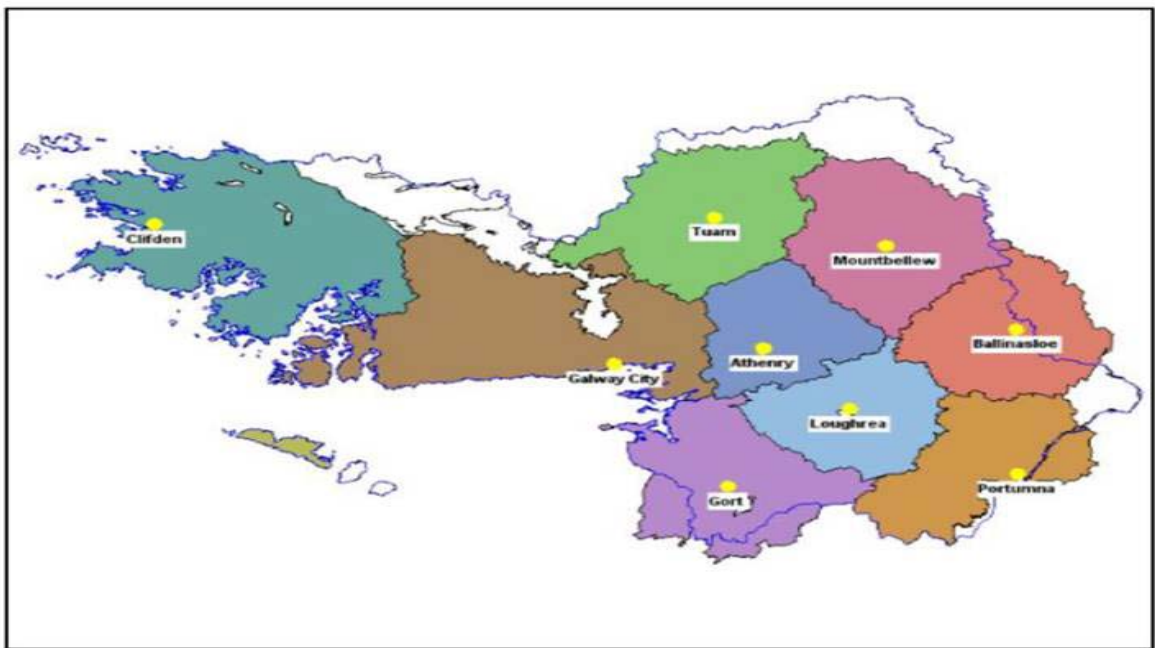 Clifden
Tuam
Mountbellew
Ballinasloe
Athenry
Galway City
Loughrea
Portumna
Gort